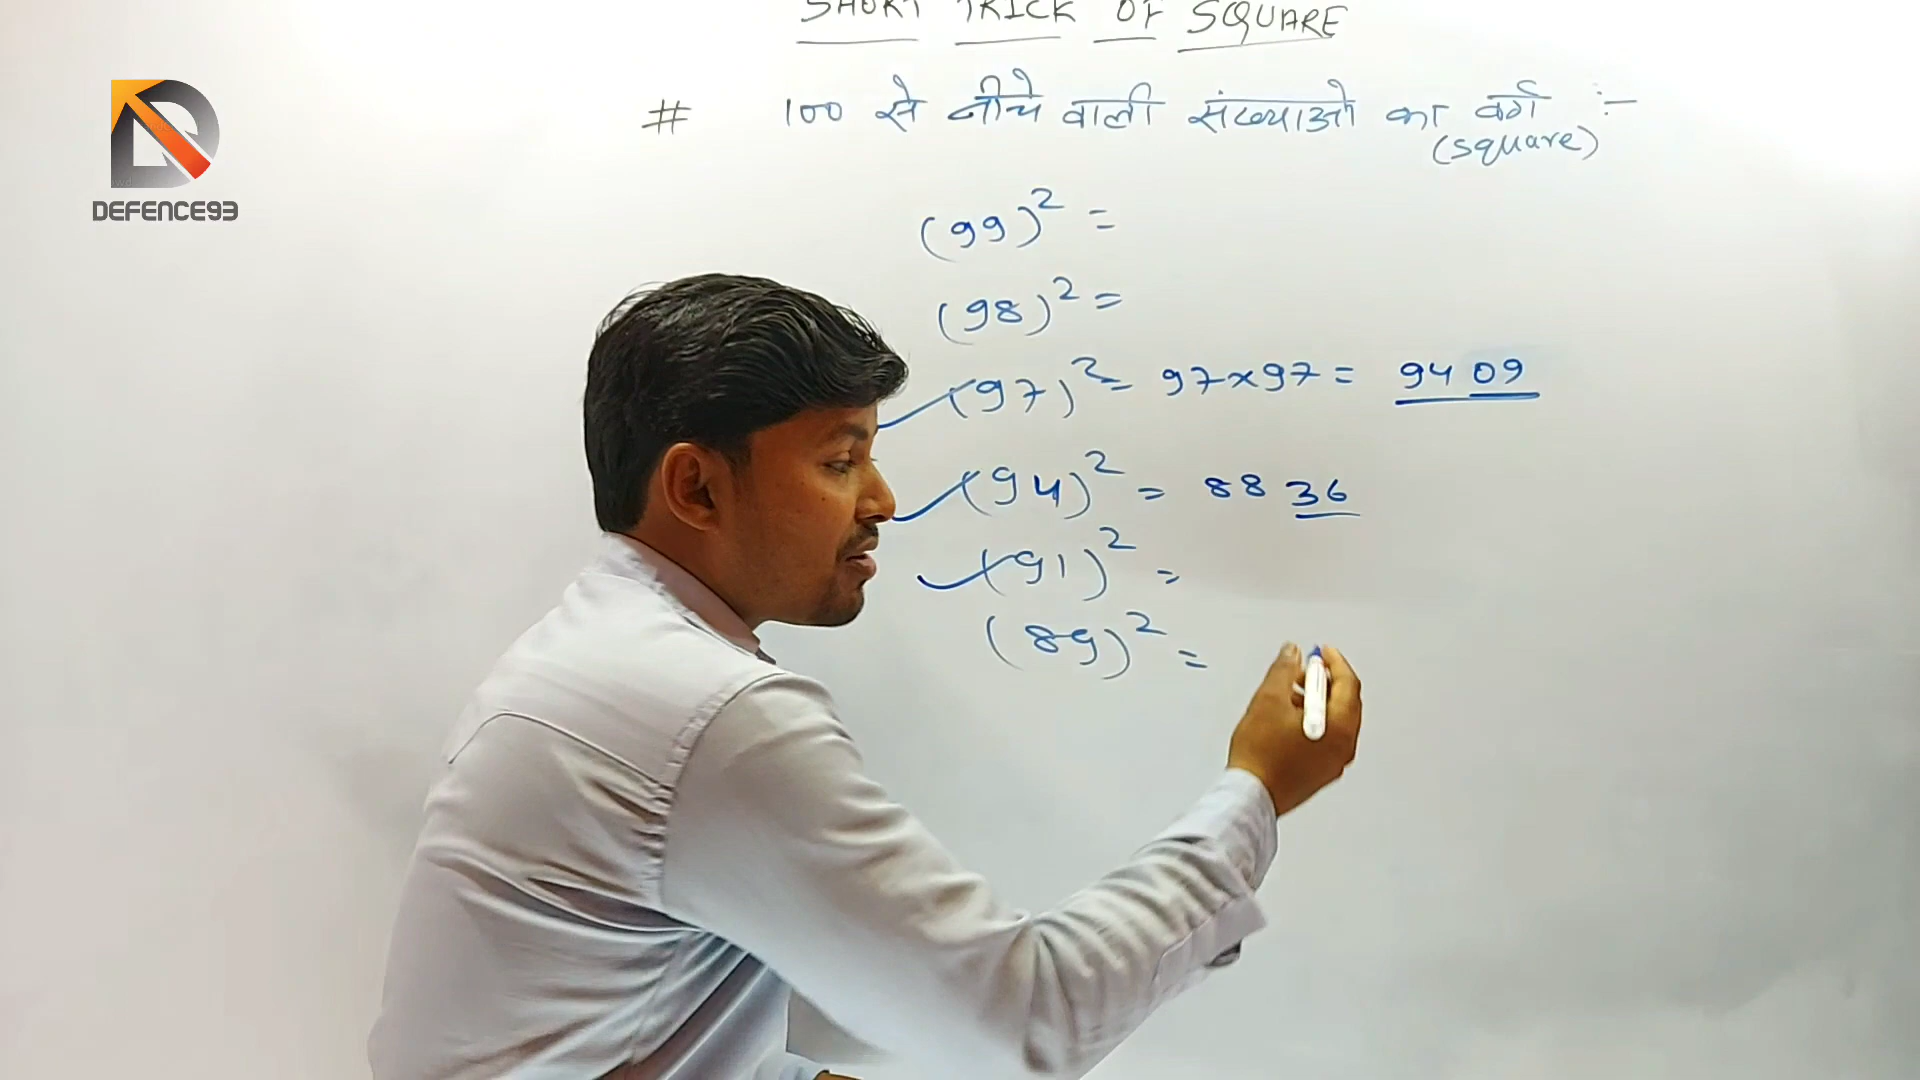 SHORT TRICK OF SQUARE
# 100 से नीचे वाली संख्याओ का वर्ग :-
(square)
DEFENCE93
(99)² =
(98)² =
(97)² = 97×97 = 9409
(94)² = 8836
(91)² =
(89)² =